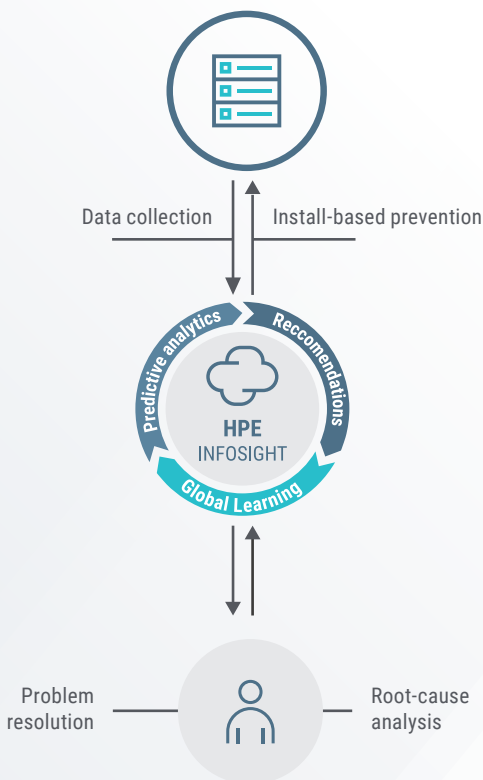 Data collection
Install-based prevention
Predictive analytics
Reccomendations
HPE
INFOSIGHT
Global Learning
Problem
resolution
Root-cause
analysis